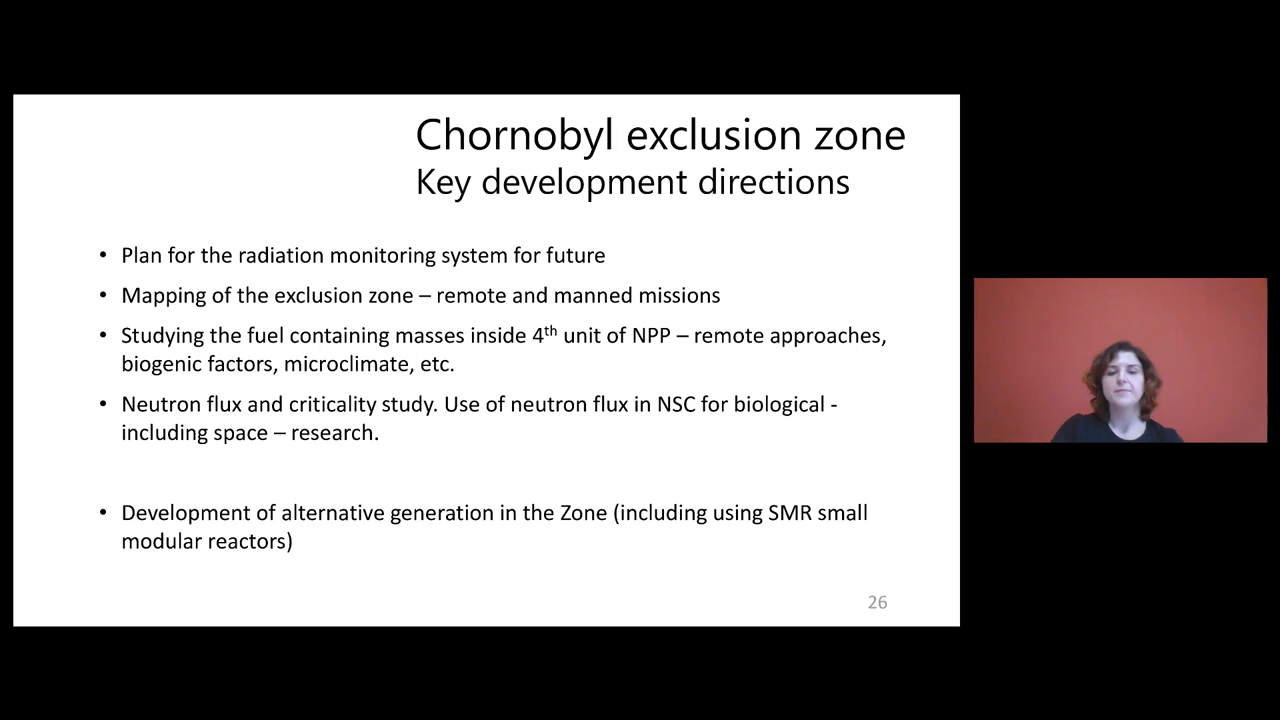 Chornobyl exclusion zone
Key development directions
• Plan for the radiation monitoring system for future
• Mapping of the exclusion zone – remote and manned missions
• Studying the fuel containing masses inside 4th unit of NPP – remote approaches,
biogenic factors, microclimate, etc.
• Neutron flux and criticality study. Use of neutron flux in NSC for biological -
including space – research.
• Development of alternative generation in the Zone (including using SMR small
modular reactors)
26